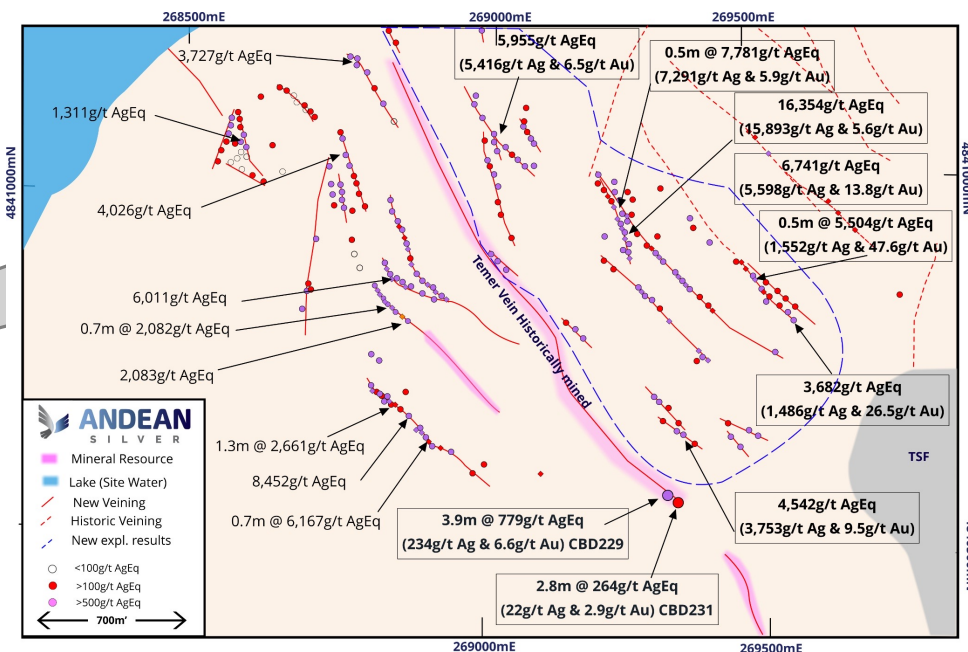 268500mE
269000mE
269500mE
3,727g/t AgEq
5,955g/t AgEq
(5,416g/t Ag & 6.5g/t Au)
0.5m @ 7,781g/t AgEq
(7,291g/t Ag & 5.9g/t Au)
1,311g/t AgEq
16,354g/t AgEq
(15,893g/t Ag & 5.6g/t Au)
4841000mN
4841000mN
6,741g/t AgEq
(5,598g/t Ag & 13.8g/t Au)
4,026g/t AgEq
0.5m @ 5,504g/t AgEq
(1,552g/t Ag & 47.6g/t Au)
6,011g/t AgEq
0.7m @ 2,082g/t AgEq
Temer Vein Historically mined
2,083g/t AgEq
3,682g/t AgEq
(1,486g/t Ag & 26.5g/t Au)
ANDEAN
SILVER
Mineral Resource
Lake (Site Water)
New Veining
Historic Veining
New expl. results
<100g/t AgEq
>100g/t AgEq
>500g/t AgEq
700m'
1.3m @ 2,661g/t AgEq
8,452g/t AgEq
0.7m @ 6,167g/t AgEq
TSF
3.9m @ 779g/t AgEq
(234g/t Ag & 6.6g/t Au) CBD229
4,542g/t AgEq
(3,753g/t Ag & 9.5g/t Au)
2.8m @ 264g/t AgEq
(22g/t Ag & 2.9g/t Au) CBD231
269000mE
269500mE